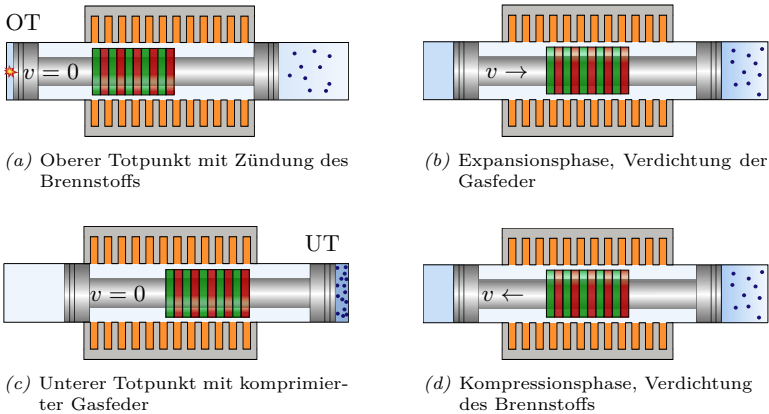 OT
v = 0
(a) Oberer Totpunkt mit Zündung des
Brennstoffs
v →
(b) Expansionsphase, Verdichtung der
Gasfeder
UT
v = 0
(c) Unterer Totpunkt mit komprimier-
ter Gasfeder
v ←
(d) Kompressionsphase, Verdichtung
des Brennstoffs